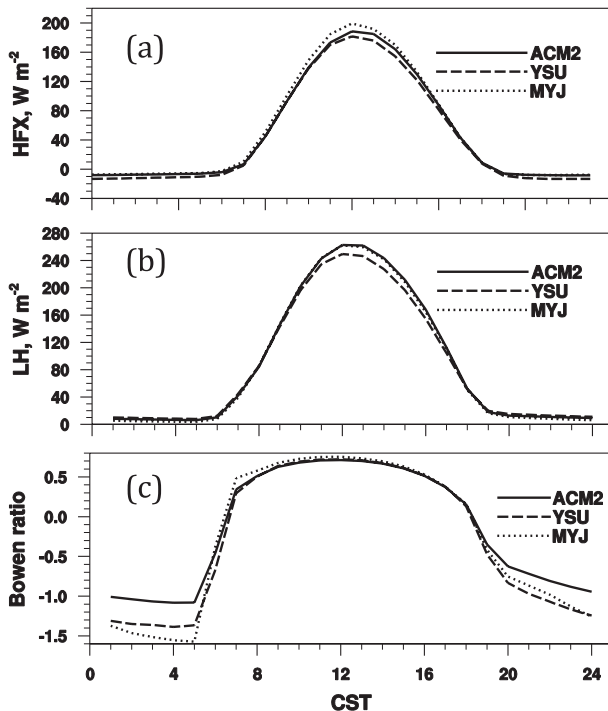 200
160
120
80
40
0
-40
HFX, W m-2
(a)
ACM2
YSU
MYJ
280
240
200
160
120
80
40
0
LH, W m-2
(b)
ACM2
YSU
MYJ
0.5
0.0
-0.5
-1.0
-1.5
Bowen ratio
(c)
ACM2
YSU
MYJ
0 4 8 12 16 20 24
CST